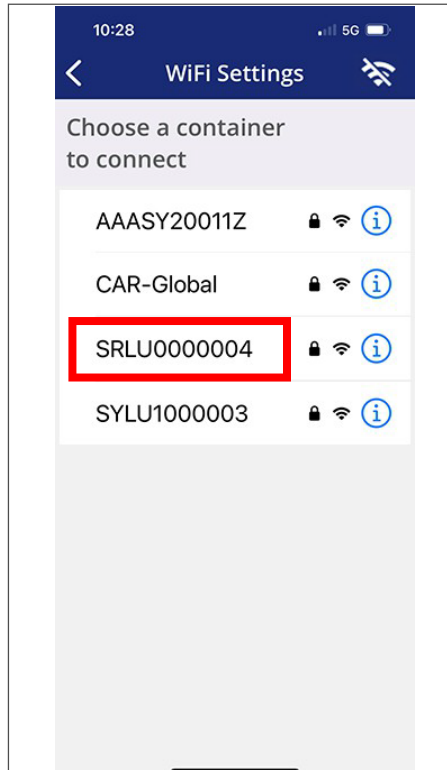 10:28 5G
WiFi Settings
Choose a container
to connect
AAASY20011Z
CAR-Global
SRLU0000004
SYLU1000003